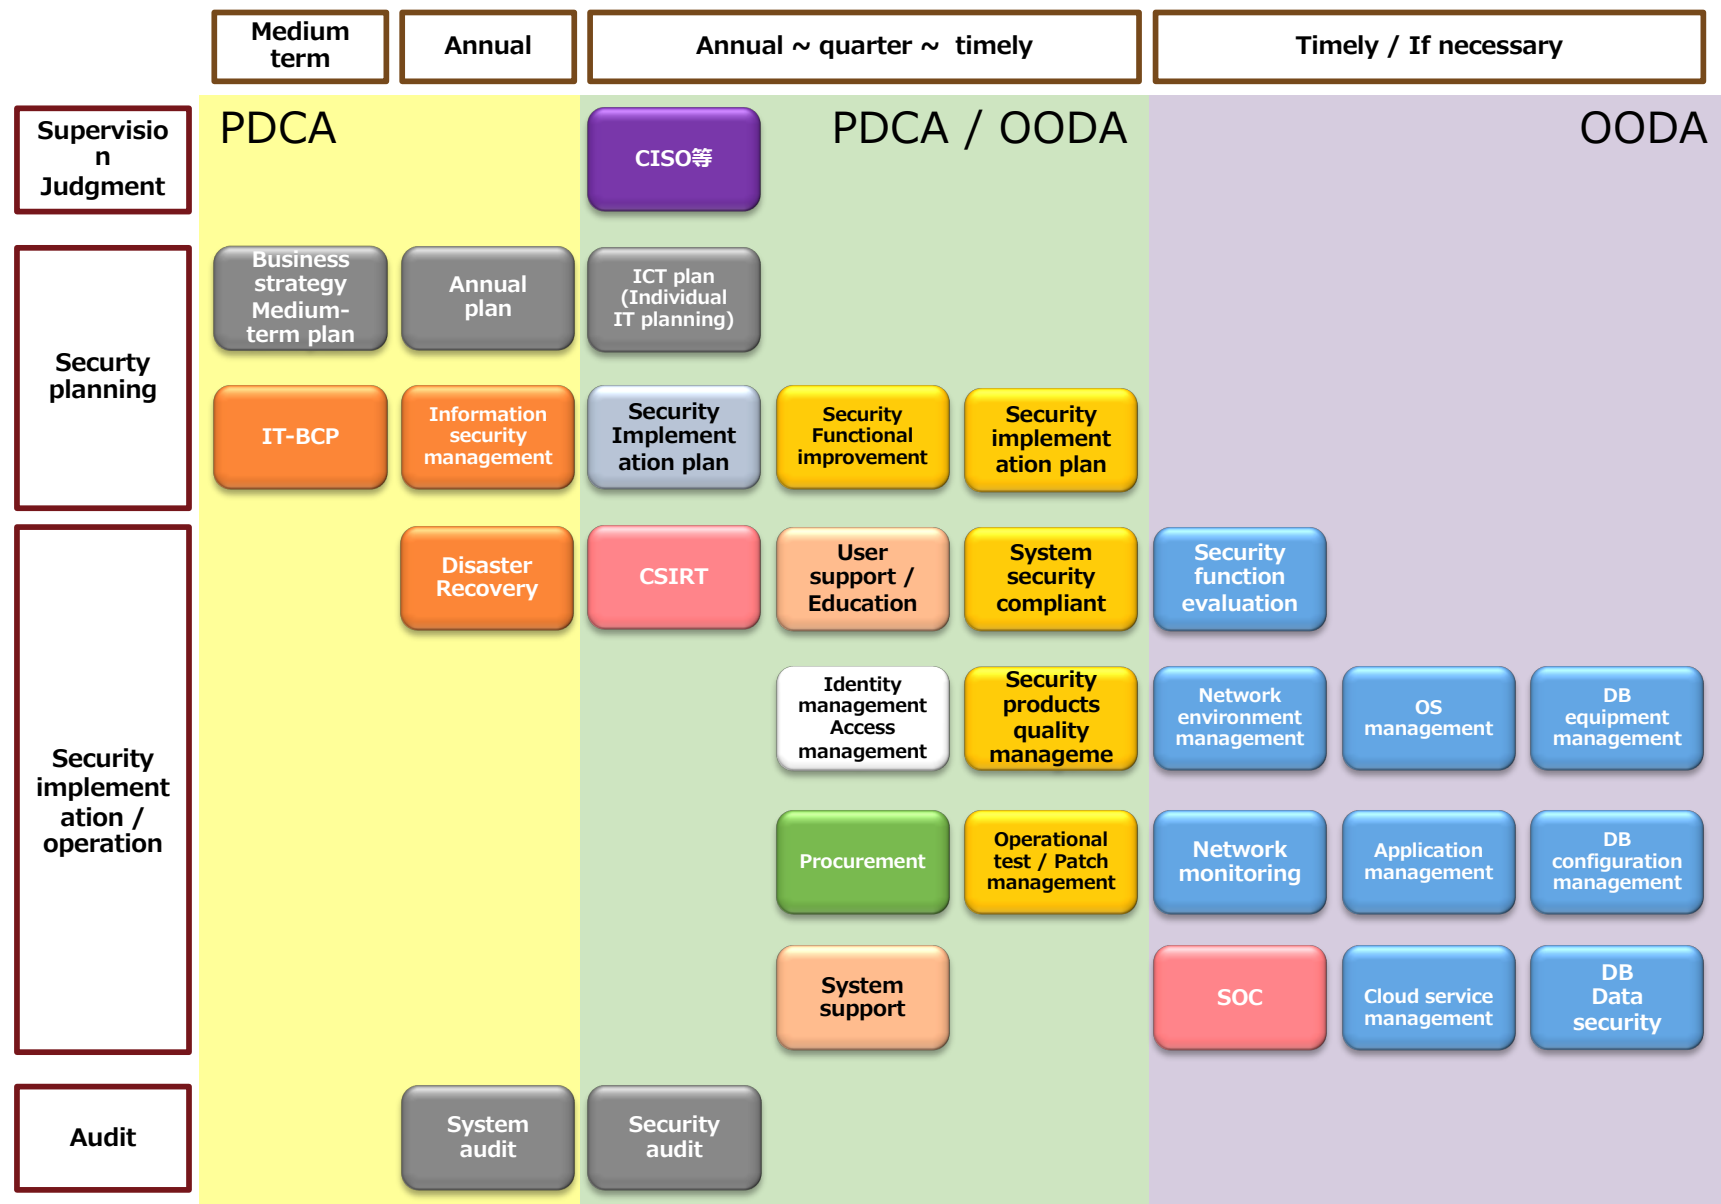 Medium
term
Annual
Annual ~ quarter ~ timely
Timely / If necessary
Supervisio
n
Judgment
PDCA
CISO等
PDCA / OODA
OODA
Securty
planning
Business
strategy
Medium-
term plan
Annual
plan
ICT plan
(Individual
IT planning)
IT-BCP
Information
security
management
Security
Implement
ation plan
Security
Functional
improvement
Security
implement
ation plan
Security
implement
ation /
operation
Disaster
Recovery
CSIRT
User
support /
Education
System
security
compliant
Security
function
evaluation
Identity
management
Access
management
Security
products
quality
manageme
Network
environment
management
OS
management
DB
equipment
management
Procurement
Operational
test / Patch
management
Network
monitoring
Application
management
DB
configuration
management
System
support
SOC
Cloud service
management
DB
Data
security
Audit
System
audit
Security
audit